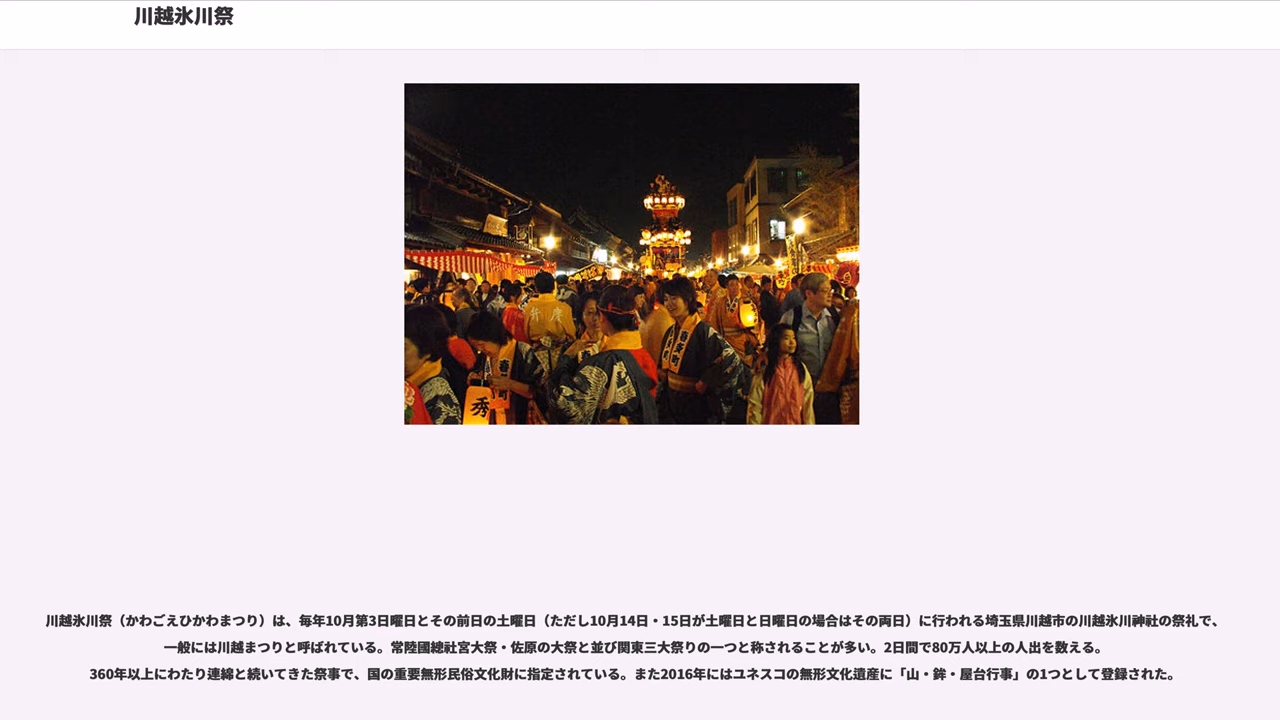 川越氷川祭
秀
川越氷川祭（かわごえひかわまつり）は、毎年10月第3日曜日とその前日の土曜日（ただし10月14日・15日が土曜日と日曜日の場合はその両日）に行われる埼玉県川越市の川越氷川神社の祭礼で、
一般には川越まつりと呼ばれている。常陸國總社宮大祭・佐原の大祭と並び関東三大祭りの一つと称されることが多い。2日間で80万人以上の人出を数える。
360年以上にわたり連綿と続いてきた祭事で、国の重要無形民俗文化財に指定されている。また2016年にはユネスコの無形文化遺産に「山・鉾・屋台行事」の1つとして登録された。